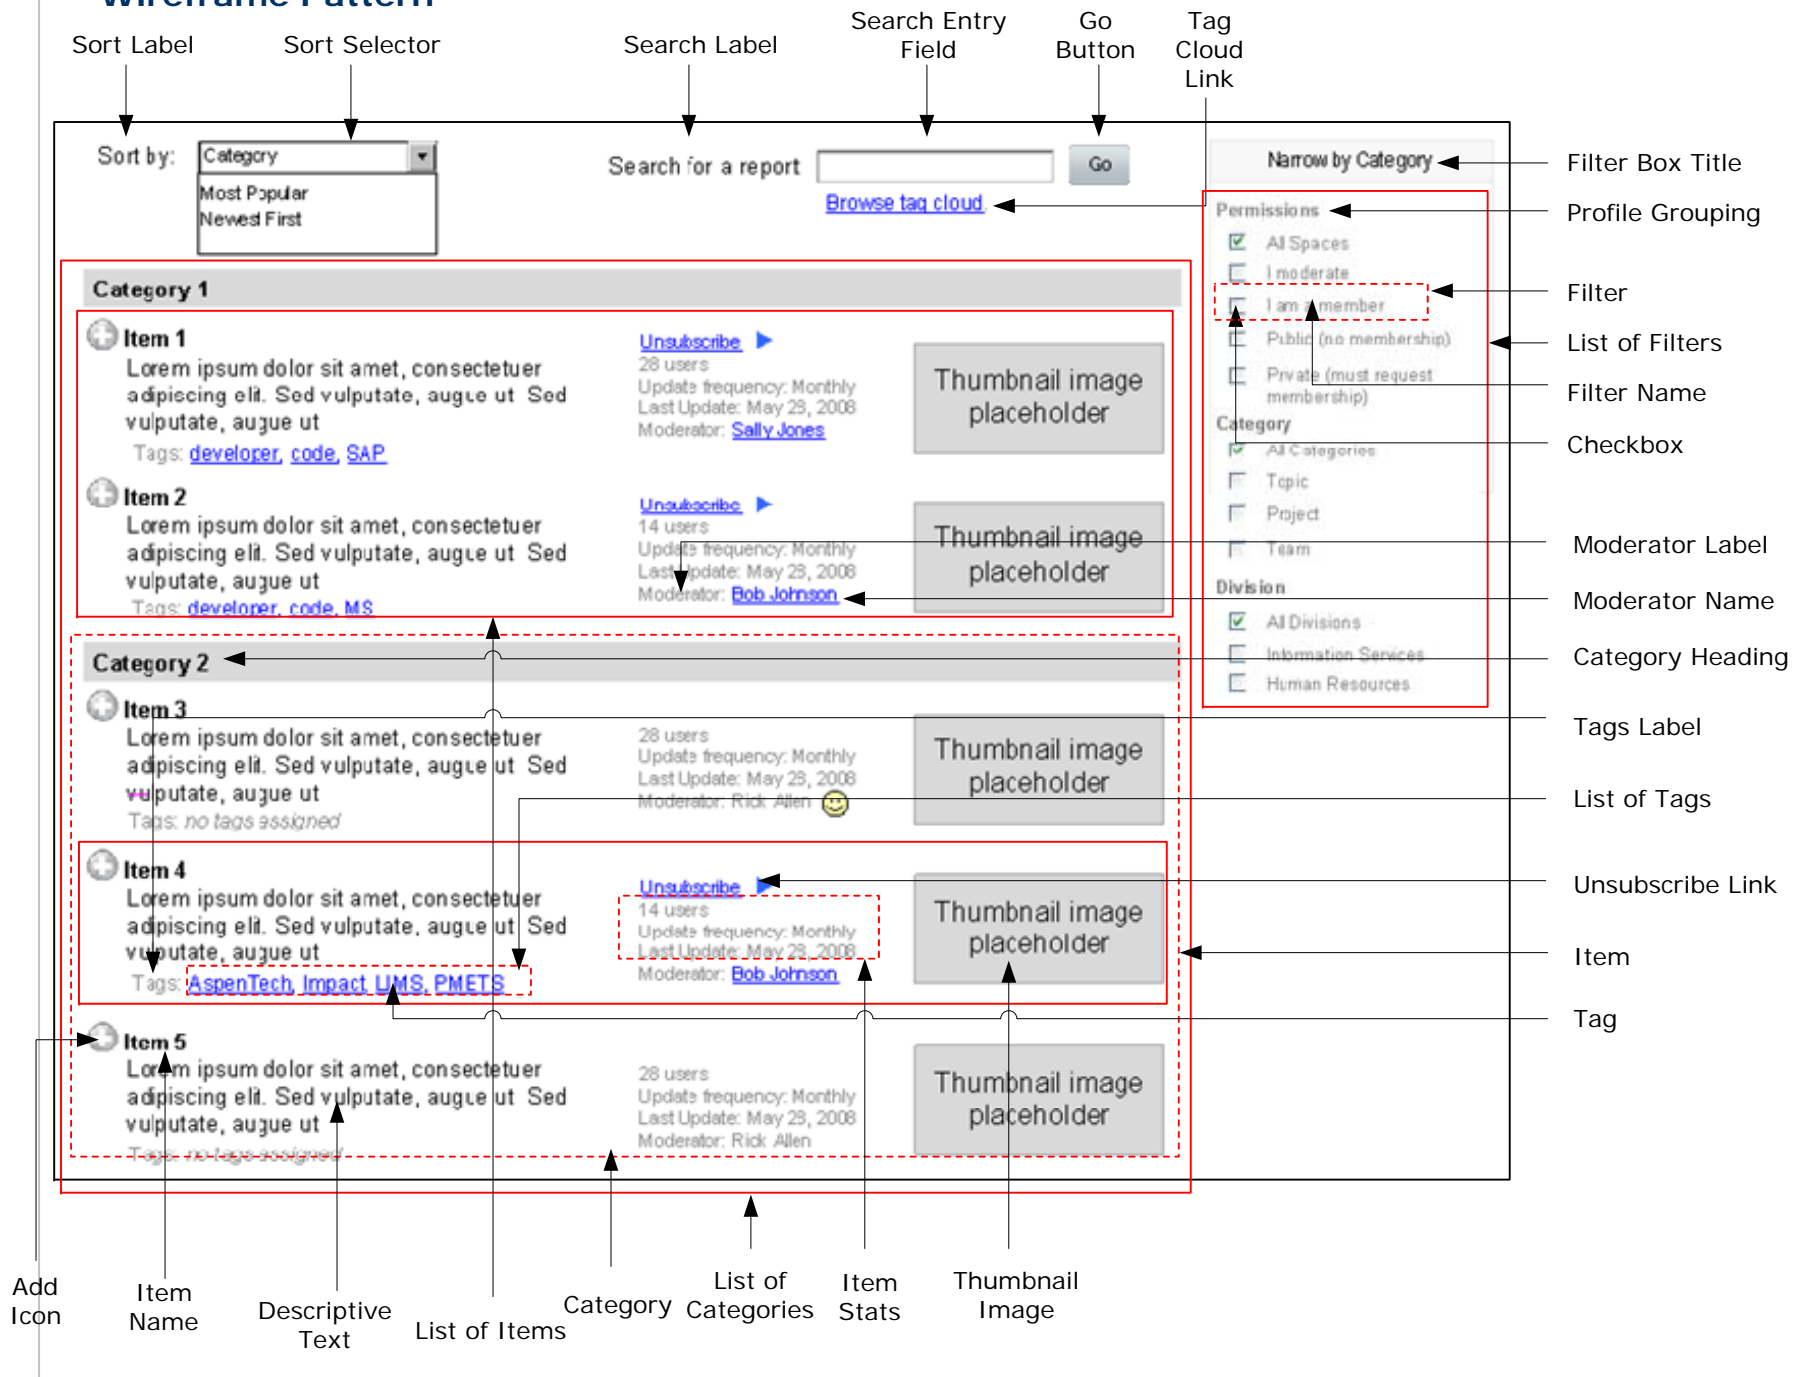 Wireframe Pattern
Sort Label
Sort Selector
Search Label
Search Entry
Field
Go
Button
Tag
Cloud
Link
Sort by:
Category
Most Popular
Newest First
Search for a report
Go
Browse tag cloud.
Narrow by Category
Permissions
All Spaces
I moderate
I am a member
Public (no membership)
Private (must request
membership)
Category
All Categories
Topic
Project
Team
Division
All Divisions
Information Services
Human Resources
Filter Box Title
Profile Grouping
Filter
List of Filters
Filter Name
Checkbox
Moderator Label
Moderator Name
Category Heading
Tags Label
List of Tags
Unsubscribe Link
Item
Tag
Category 1
Item 1
Lorem ipsum dolor sit amet, consectetuer
adipiscing elit. Sed vulputate, augue ut Sed
vulputate, augue ut
Tags: developer, code, SAP
Unsubscribe
28 users
Update frequency: Monthly
Last Update: May 28, 2008
Moderator: Sally Jones
Thumbnail image
placeholder
Item 2
Lorem ipsum dolor sit amet, consectetuer
adipiscing elit. Sed vulputate, augue ut Sed
vulputate, augue ut
Tags: developer, code, MS
Unsubscribe
14 users
Update frequency: Monthly
Last Update: May 28, 2008
Moderator: Bob Johnson
Thumbnail image
placeholder
Category 2
Item 3
Lorem ipsum dolor sit amet, consectetuer
adipiscing elit. Sed vulputate, augue ut Sed
vulputate, augue ut
Tags: no tags assigned
28 users
Update frequency: Monthly
Last Update: May 28, 2008
Moderator: Rick Allen
Thumbnail image
placeholder
Item 4
Lorem ipsum dolor sit amet, consectetuer
adipiscing elit. Sed vulputate, augue ut Sed
vulputate, augue ut
Tags: AspenTech, Impact, LIMS, PMETS
Unsubscribe
14 users
Update frequency: Monthly
Last Update: May 28, 2008
Moderator: Bob Johnson
Thumbnail image
placeholder
Item 5
Lorem ipsum dolor sit amet, consectetuer
adipiscing elit. Sed vulputate, augue ut Sed
vulputate, augue ut
Tags: no tags assigned
28 users
Update frequency: Monthly
Last Update: May 28, 2008
Moderator: Rick Allen
Thumbnail image
placeholder
Add
Icon
Item
Name
Descriptive
Text
List of Items
Category
List of
Categories
Item
Stats
Thumbnail
Image